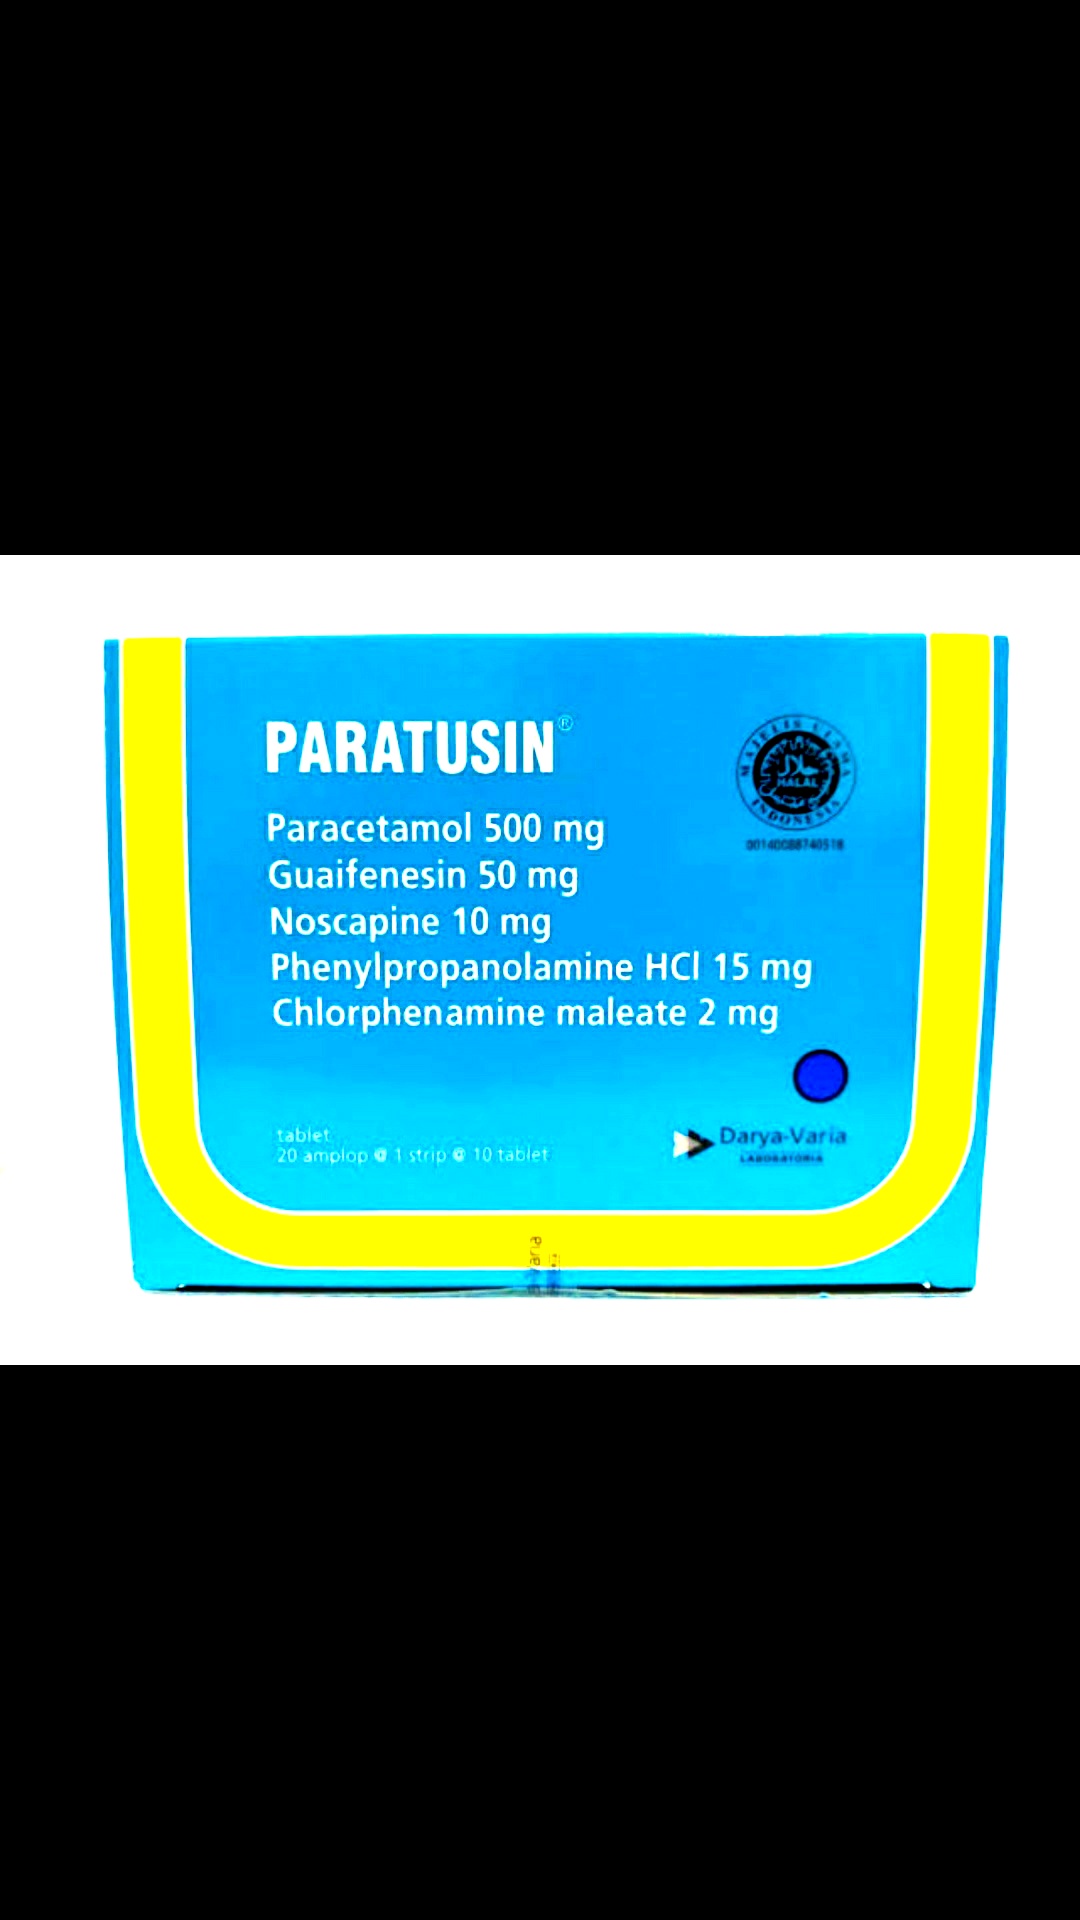 PARATUSIN®
MAJELIS ULAMA
حلال
HALAL
INDONESIA
00140088740518
Paracetamol 500 mg
Guaifenesin 50 mg
Noscapine 10 mg
Phenylpropanolamine HCl 15 mg
Chlorphenamine maleate 2 mg
tablet
20 amplop @ 1 strip @ 10 tablet
Darya-Varia
LABORATORIA